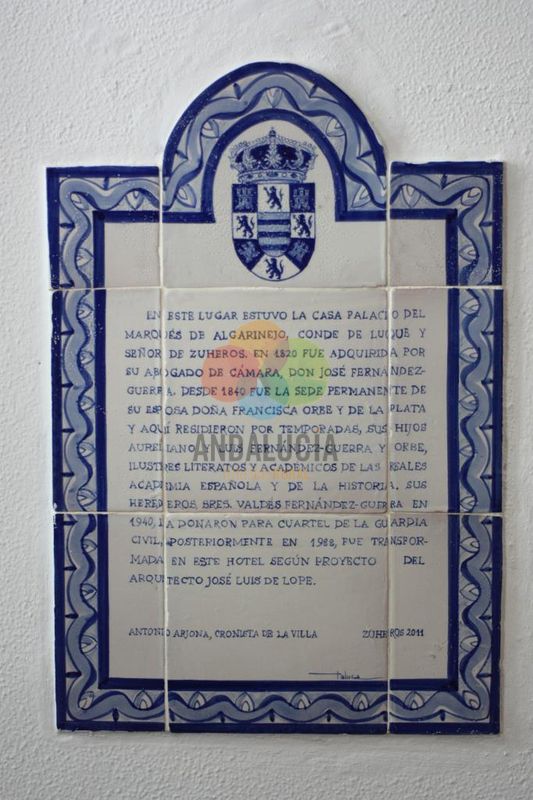 EN ESTE LUGAR ESTUVO LA CASA PALACIO DEL
MARQUÉS DE ALGARINEJO, CONDE DE LUQUE Y
SEÑOR DE ZUHEROS. EN 1820 FUE ADQUIRIDA POR
SU ABOGADO DE CÁMARA, DON JOSÉ FERNÁNDEZ-
GUERRA. DESDE 1840 FUE LA SEDE PERMANENTE DE
SU ESPOSA DOÑA FRANCISCA ORBE Y DE LA PLATA
Y AQUÍ RESIDIERON POR TEMPORADAS, SUS HIJOS
AURELIANO Y LUIS FERNÁNDEZ-GUERRA Y ORBE,
ILUSTRES LITERATOS Y ACADÉMICOS DE LAS REALES
ACADEMIA ESPAÑOLA Y DE LA HISTORIA. SUS
HEREDEROS, SRES. VALDÉS FERNÁNDEZ-GUERRA EN
1940, LA DONARON PARA CUARTEL DE LA GUARDIA
CIVIL, POSTERIORMENTE EN 1988, FUE TRANSFOR-
MADA EN ESTE HOTEL SEGÚN PROYECTO DEL
ARQUITECTO JOSÉ LUIS DE LOPE.
ANTONIO ARJONA, CRONISTA DE LA VILLA ZUHEROS 2011
ANDALUCÍA